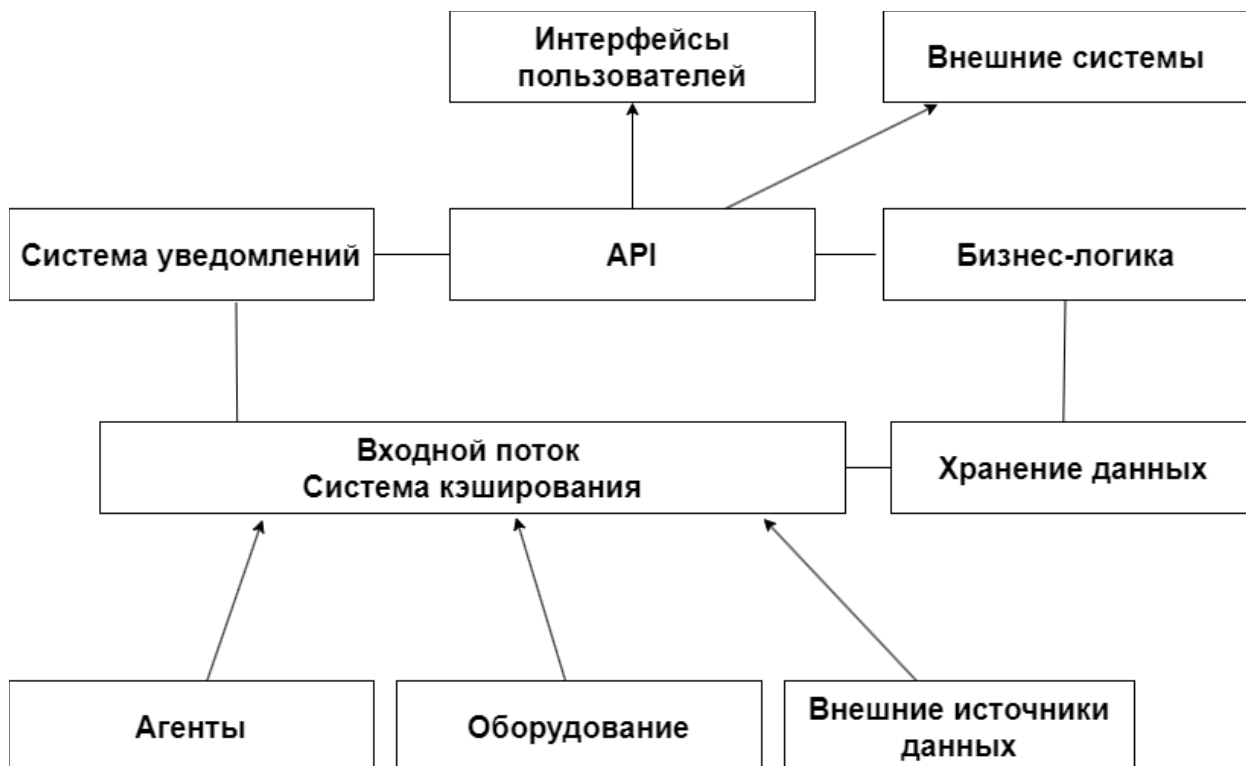 Интерфейсы
пользователей
Внешние системы
Система уведомлений
API
Бизнес-логика
Входной поток
Система кэширования
Хранение данных
Агенты
Оборудование
Внешние источники
данных